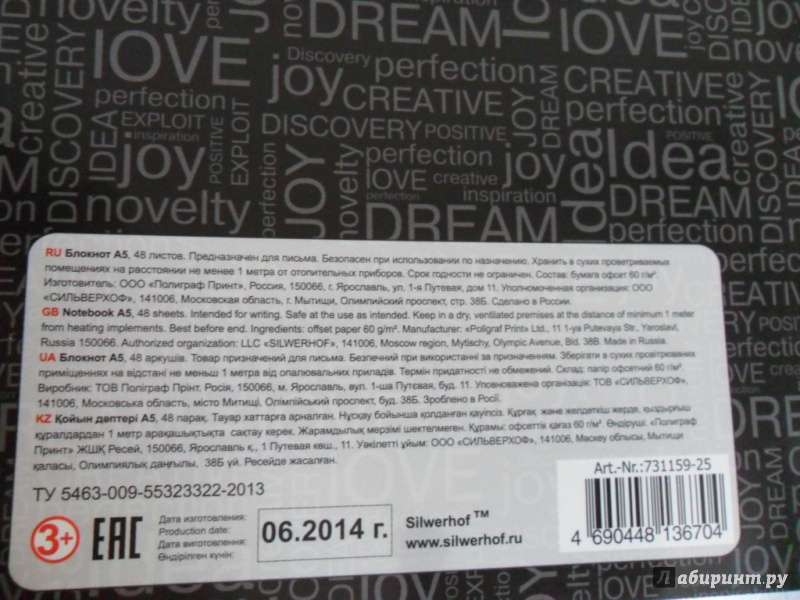 creative
DISCOVERY
IDEA
LOVE
perfection
EXPLOIT
inspiration
joy
POSITIVE
EXPLOIT
novelty
Discovery
perfection
joy
CREATIVE
DISCOVERY
POSITIVE
JOY
perfection
love
creative
perfection
inspiration
DREAM
IDEA
LOVE
DREAM
joy
CREATIVE
perfection
Idea
POSITIVE
Idea
DREAM
RU Блокнот А5, 48 листов. Предназначен для письма. Безопасен при использовании по назначению. Хранить в сухих проветриваемых
помещениях на расстоянии не менее 1 метра от отопительных приборов. Срок годности не ограничен. Состав: бумага офсет 60 г/м².
Изготовитель: ООО «Полиграф Принт», Россия, 150066, г. Ярославль, ул. 1-я Путевая, дом 11. Уполномоченная организация: ООО
«СИЛЬВЕРХОФ», 141006, Московская область, г. Мытищи, Олимпийский проспект, стр. 38Б. Сделано в России.
GB Notebook A5, 48 sheets. Intended for writing. Safe at the use as intended. Keep in a dry, ventilated premises at the distance of minimum 1 meter
from heating implements. Best before end. Ingredients: offset paper 60 g/m². Manufacturer: «Poligraf Print» Ltd., 11 1-ya Putevaya Str., Yaroslavl,
Russia 150066. Authorized organization: LLC «SILWERHOF», 141006, Moscow region, Mytischy, Olympic Avenue, Bld. 38B. Made in Russia.
UA Блокнот А5, 48 аркушів. Товар призначений для письма. Безпечний при використанні за призначенням. Зберігати в сухих провітрюваних
приміщеннях на відстані не менш 1 метра від опалювальних приладів. Термін придатності не обмежений. Склад: папір офсетний 60 г/м².
Виробник: ТОВ Поліграф Прінт. Росія, 150066, м. Ярославль, вул. 1-ша Путєвая, буд. 11. Уповноважена організація: ТОВ «СИЛЬВЕРХОФ»,
141006, Московська область, місто Митищі, Олімпійський проспект, буд. 38Б. Зроблено в Росії.
KZ Қойын дәптері А5, 48 парақ. Тауар хаттарға арналған. Нұсқау бойынша қолданған қауіпсіз. Құрғақ және желдеткіш жерде, қыздырғыш
құралдардан 1 метр арақашықтықта сақтау керек. Жарамдылық мерзімі шектелмеген. Құрамы: офсеттік қағаз 60 г/м². Өндіруші: «Полиграф
Принт» ЖШҚ Ресей, 150066, Ярославль қ., 1 Путевая көш., 11. Уәкілетті ұйым: ООО «СИЛЬВЕРХОФ», 141006, Мәскеу облысы, Мытищи
қаласы, Олимпиялық даңғылы, 38Б үй. Ресейде жасалған.
ТУ 5463-009-55323322-2013
3+
EAC
Дата изготовления:
Production date:
Дата виготовлення:
Өндірілген күнін:
06.2014 г.
Silwerhof ™
www.silwerhof.ru
Art.-Nr.:731159-25
4 690448 136704
Лабиринт.ру